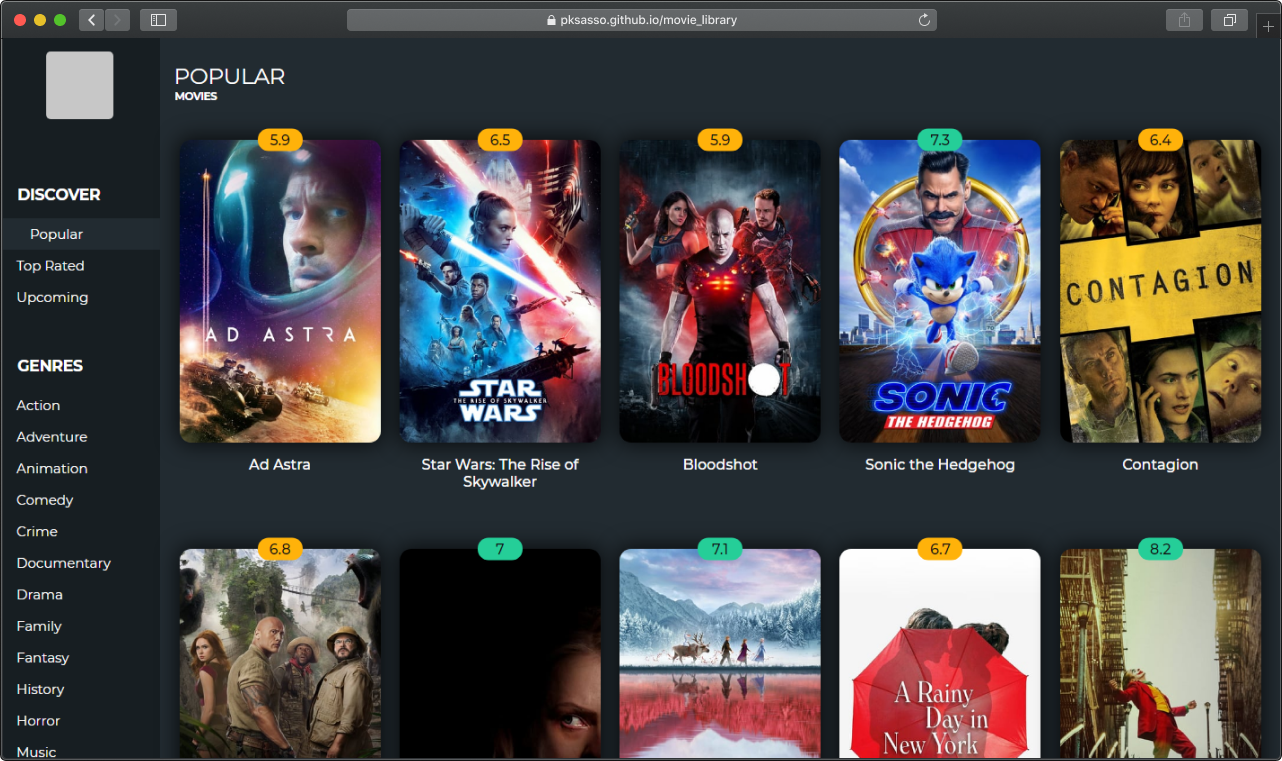 pksasso.github.io/movie_library
POPULAR
MOVIES
DISCOVER
Popular
Top Rated
Upcoming
GENRES
Action
Adventure
Animation
Comedy
Crime
Documentary
Drama
Family
Fantasy
History
Horror
Music
5.9
6.5
5.9
7.3
6.4
AD ASTRA
STAR
THE RISE OF SKYWALKER
WARS
BLOODSHOT
SONIC
THE HEDGEHOG
CONTAGION
Ad Astra
Star Wars: The Rise of
Skywalker
Bloodshot
Sonic the Hedgehog
Contagion
6.8
7
7.1
6.7
8.2
A Rainy
Day in
New York